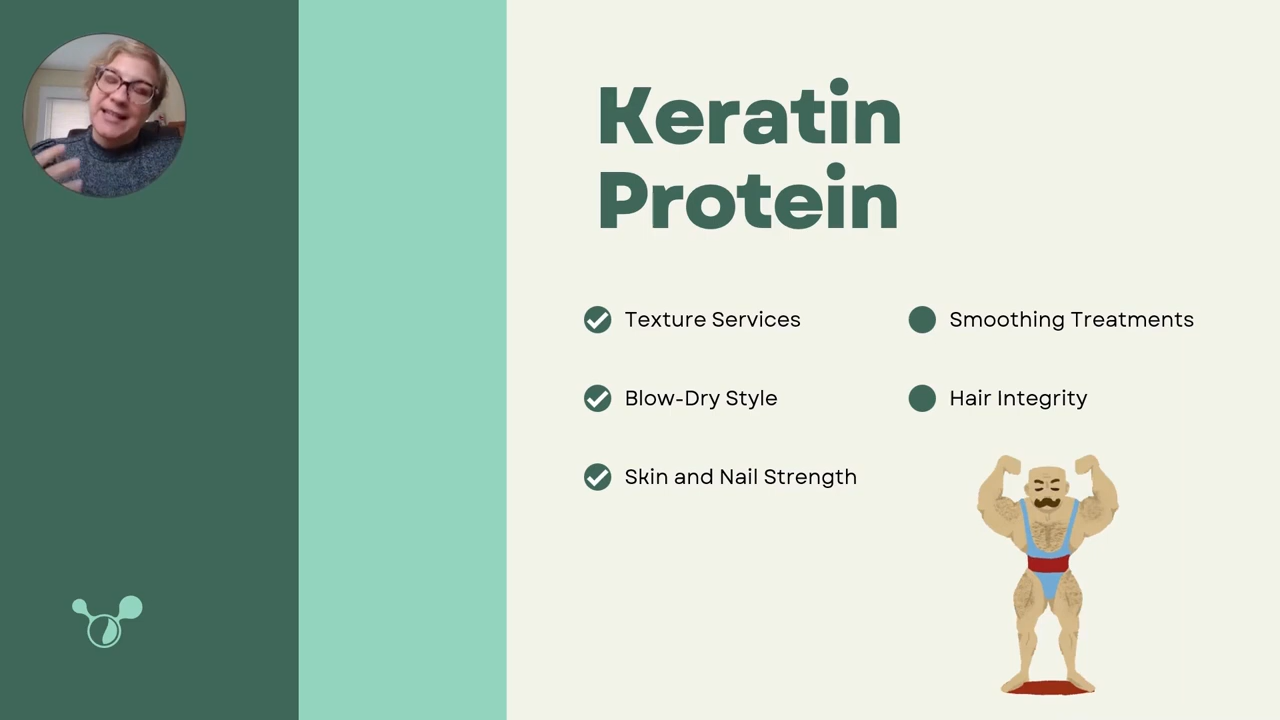 Keratin
Protein
Texture Services
Smoothing Treatments
Blow-Dry Style
Hair Integrity
Skin and Nail Strength